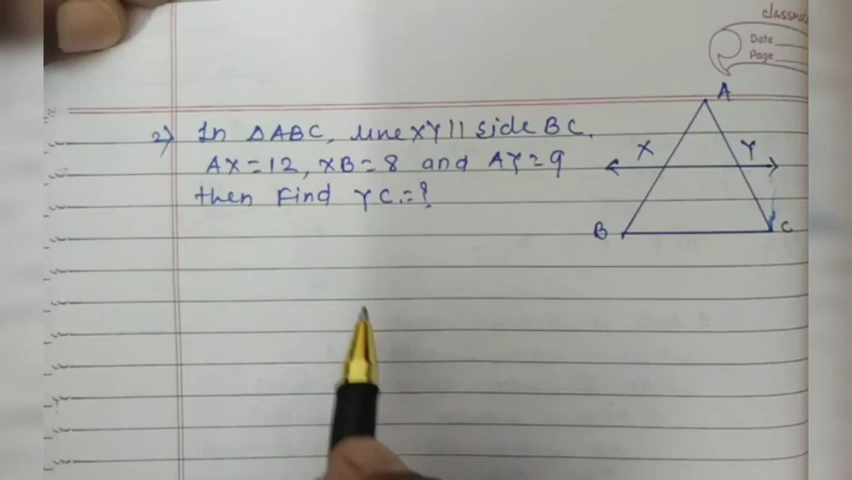 classmate
Date
Page
2) In △ABC, line XY || side BC.
AX = 12, XB = 8 and AY = 9
then find YC. = ?
A
X
Y
B
C